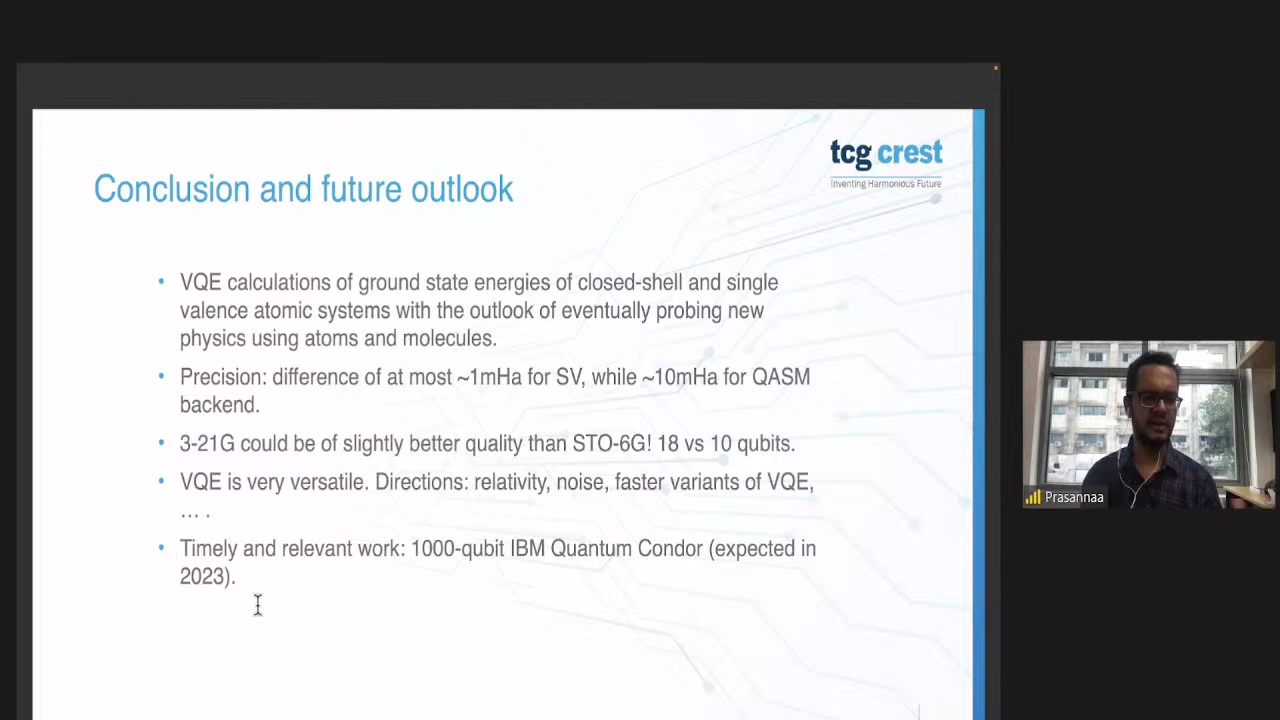 tcg crest
Inventing Harmonious Future
Conclusion and future outlook
• VQE calculations of ground state energies of closed-shell and single
valence atomic systems with the outlook of eventually probing new
physics using atoms and molecules.
• Precision: difference of at most ~1mHa for SV, while ~10mHa for QASM
backend.
• 3-21G could be of slightly better quality than STO-6G! 18 vs 10 qubits.
• VQE is very versatile. Directions: relativity, noise, faster variants of VQE,
... .
• Timely and relevant work: 1000-qubit IBM Quantum Condor (expected in
2023).
Prasannaa